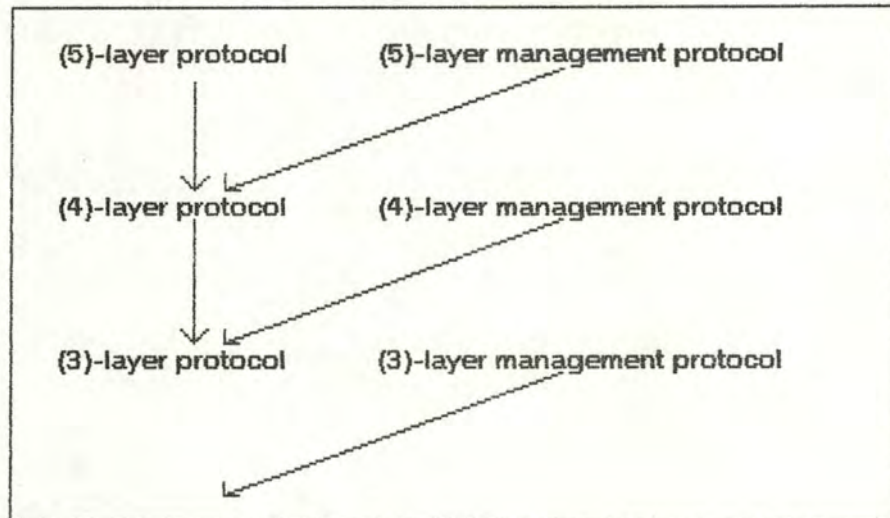 (5)-layer protocol (5)-layer management protocol
(4)-layer protocol (4)-layer management protocol
(3)-layer protocol (3)-layer management protocol